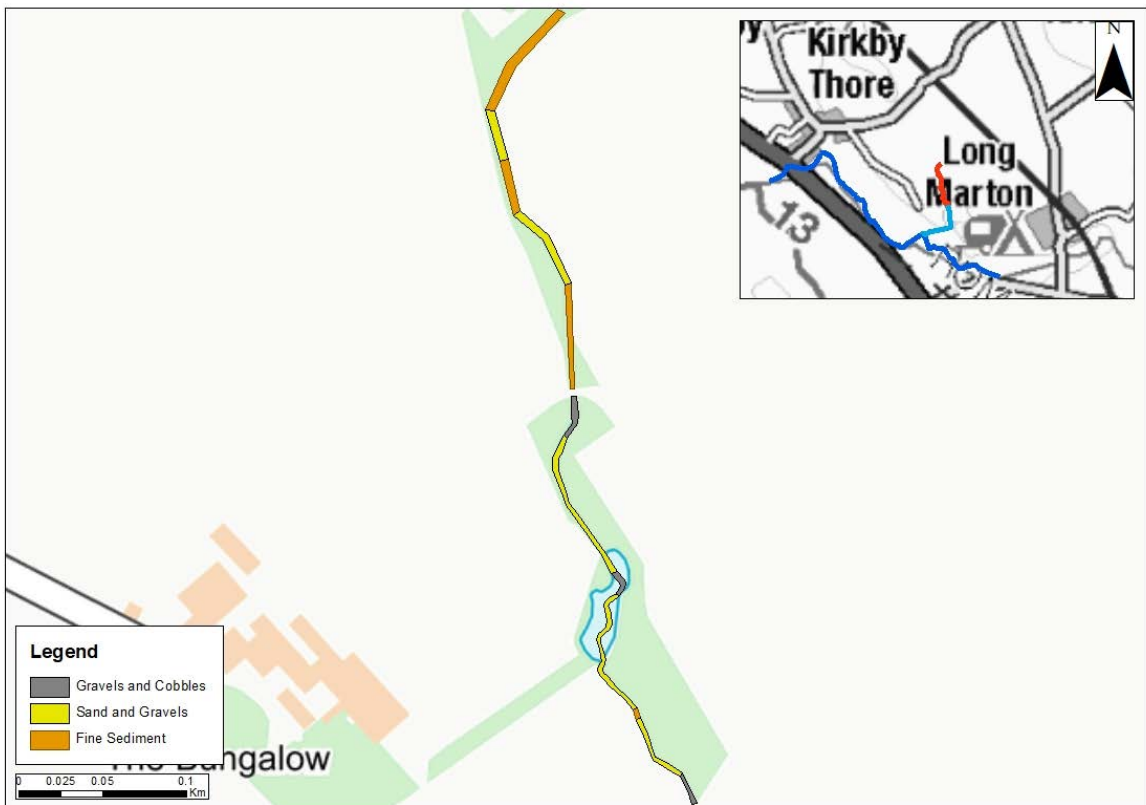 Kirkby
Thore
N
Long
Marton
13
Legend
Gravels and Cobbles
Sand and Gravels
Fine Sediment
Bungalow
0 0.025 0.05 0.1
Km